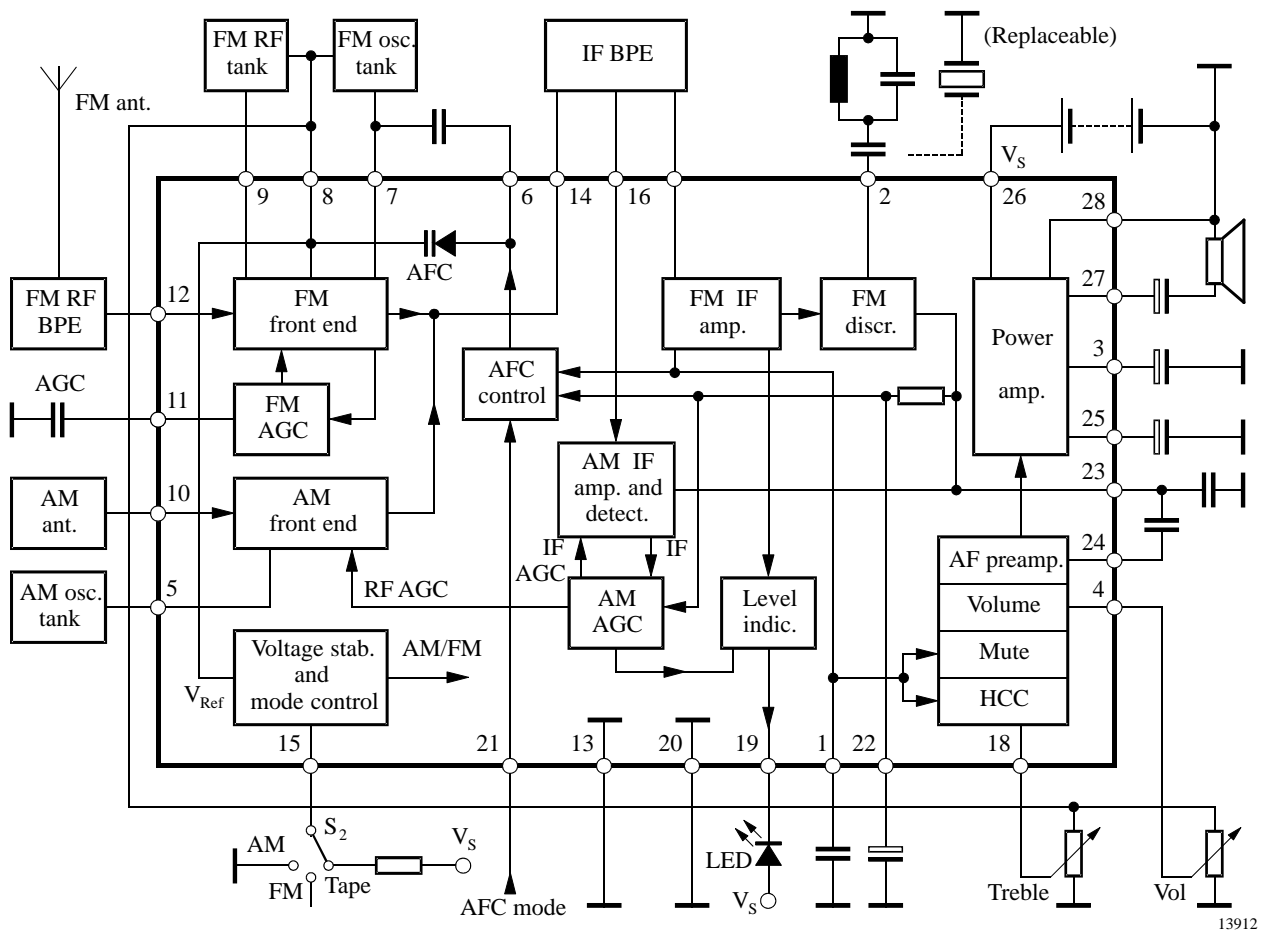 FM RF
tank
FM osc.
tank
IF BPE
(Replaceable)
FM ant.
V_S
9
8
7
6
14
16
2
26
28
AFC
FM RF
BPE
12
FM
front end
FM IF
amp.
FM
discr.
27
Power
amp.
3
AFC
control
AGC
11
FM
AGC
25
AM IF
amp. and
detect.
23
AM
ant.
10
AM
front end
IF
AGC
IF
AF preamp.
24
AM osc.
tank
5
RF AGC
AM
AGC
Level
indic.
Volume
4
Voltage stab.
and
mode control
AM/FM
Mute
V_Ref
HCC
15
21
13
20
19
1
22
18
S_2
V_S
AM
FM
Tape
LED
AFC mode
V_S
Treble
Vol
13912